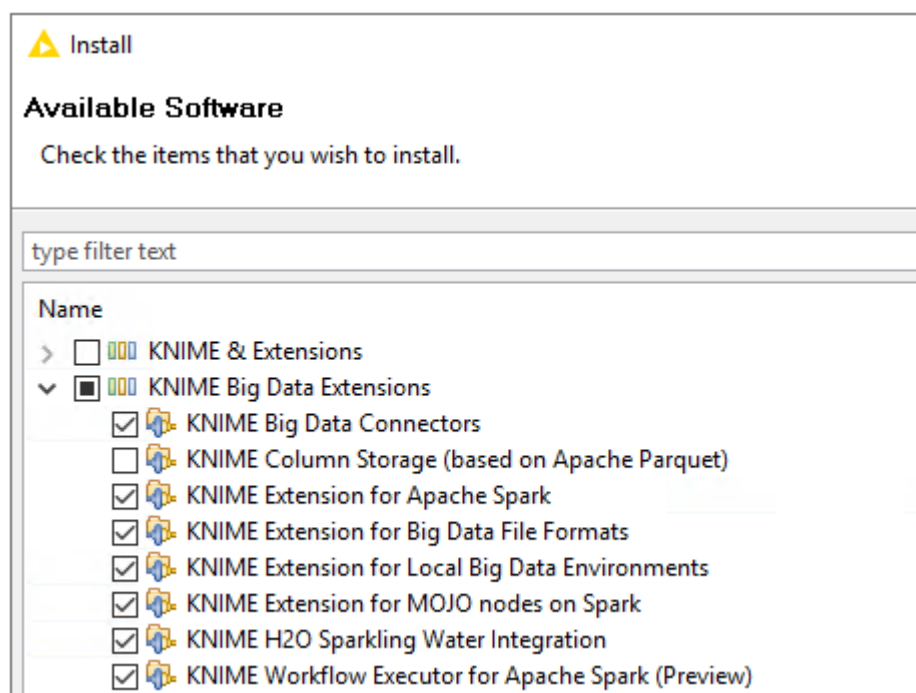 Install
Available Software
Check the items that you wish to install.
type filter text
Name
KNIME & Extensions
KNIME Big Data Extensions
KNIME Big Data Connectors
KNIME Column Storage (based on Apache Parquet)
KNIME Extension for Apache Spark
KNIME Extension for Big Data File Formats
KNIME Extension for Local Big Data Environments
KNIME Extension for MOJO nodes on Spark
KNIME H2O Sparkling Water Integration
KNIME Workflow Executor for Apache Spark (Preview)